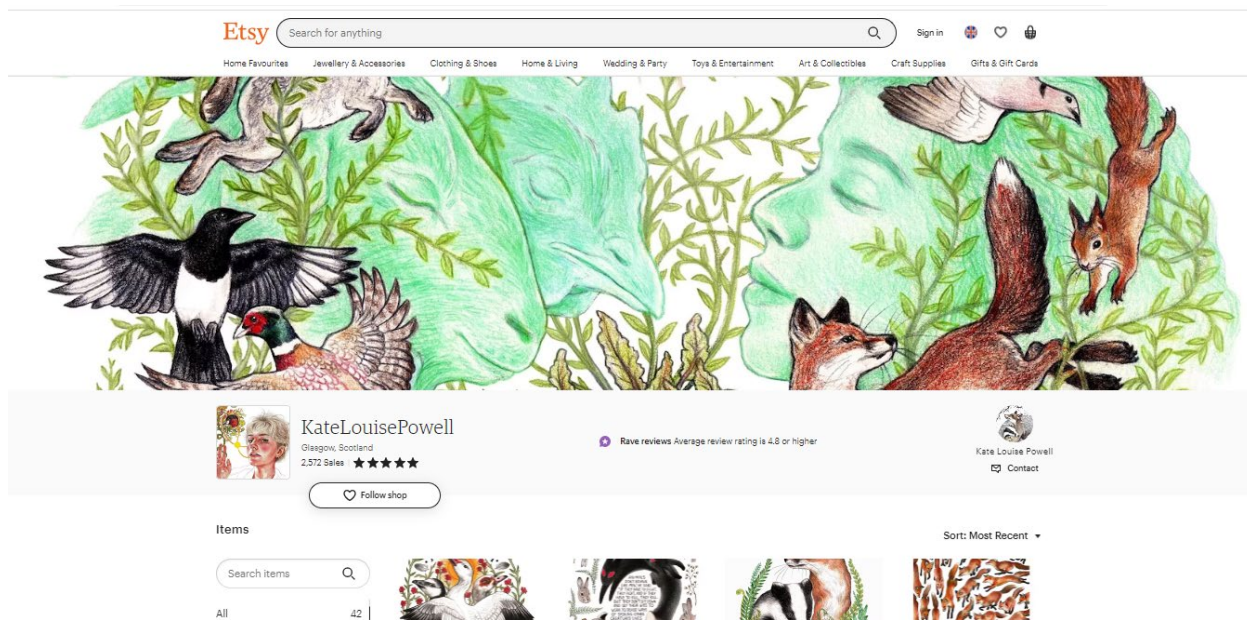 Etsy
Search for anything
Sign in
Home Favourites Jewellery & Accessories Clothing & Shoes Home & Living Wedding & Party Toys & Entertainment Art & Collectibles Craft Supplies Gifts & Gift Cards
KateLouisePowell
Glasgow, Scotland
2,572 Sales
Follow shop
Rave reviews Average review rating is 4.8 or higher
Kate Louise Powell
Contact
Items
Sort: Most Recent
Search items
All 42